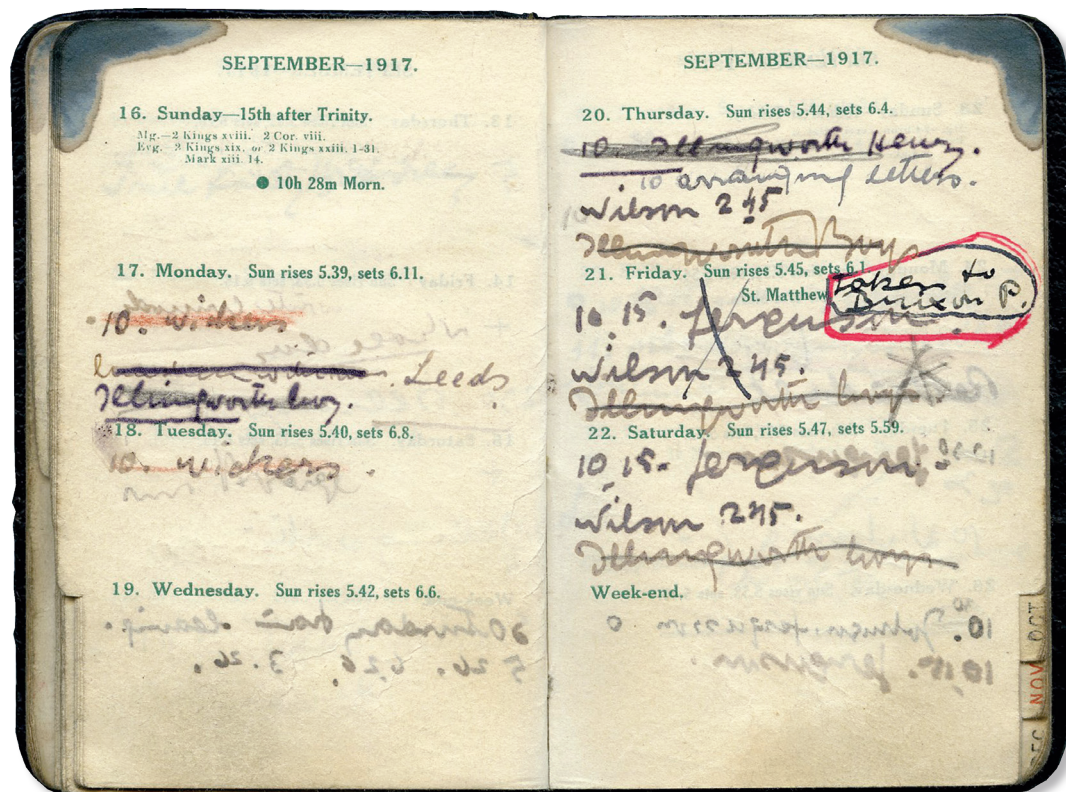 SEPTEMBER—1917.
16. Sunday—15th after Trinity.
Mg.—2 Kings xviii. 2 Cor. viii.
Evg. 2 Kings xix. or 2 Kings xxiii. 1-31.
Mark xiii. 14.
● 10h 28m Morn.
17. Monday. Sun rises 5.39, sets 6.11.
10. Wickers
Leeds
Illingworth boy.
18. Tuesday. Sun rises 5.40, sets 6.8.
10. Wickers.
19. Wednesday. Sun rises 5.42, sets 6.6.
SEPTEMBER—1917.
20. Thursday. Sun rises 5.44, sets 6.4.
10. Illingworth Henry.
10 arranging letters.
Wilson 2 45
Illingworth Boys
21. Friday. Sun rises 5.45, sets 6.1
St. Matthew
taken to
Brixton P.
10 15. Ferguson.
Wilson 2 45.
Illingworth boys
22. Saturday. Sun rises 5.47, sets 5.59.
10 15. Ferguson.
Wilson 2 45.
Illingworth boys
Week-end.
OCT
NOV
DEC